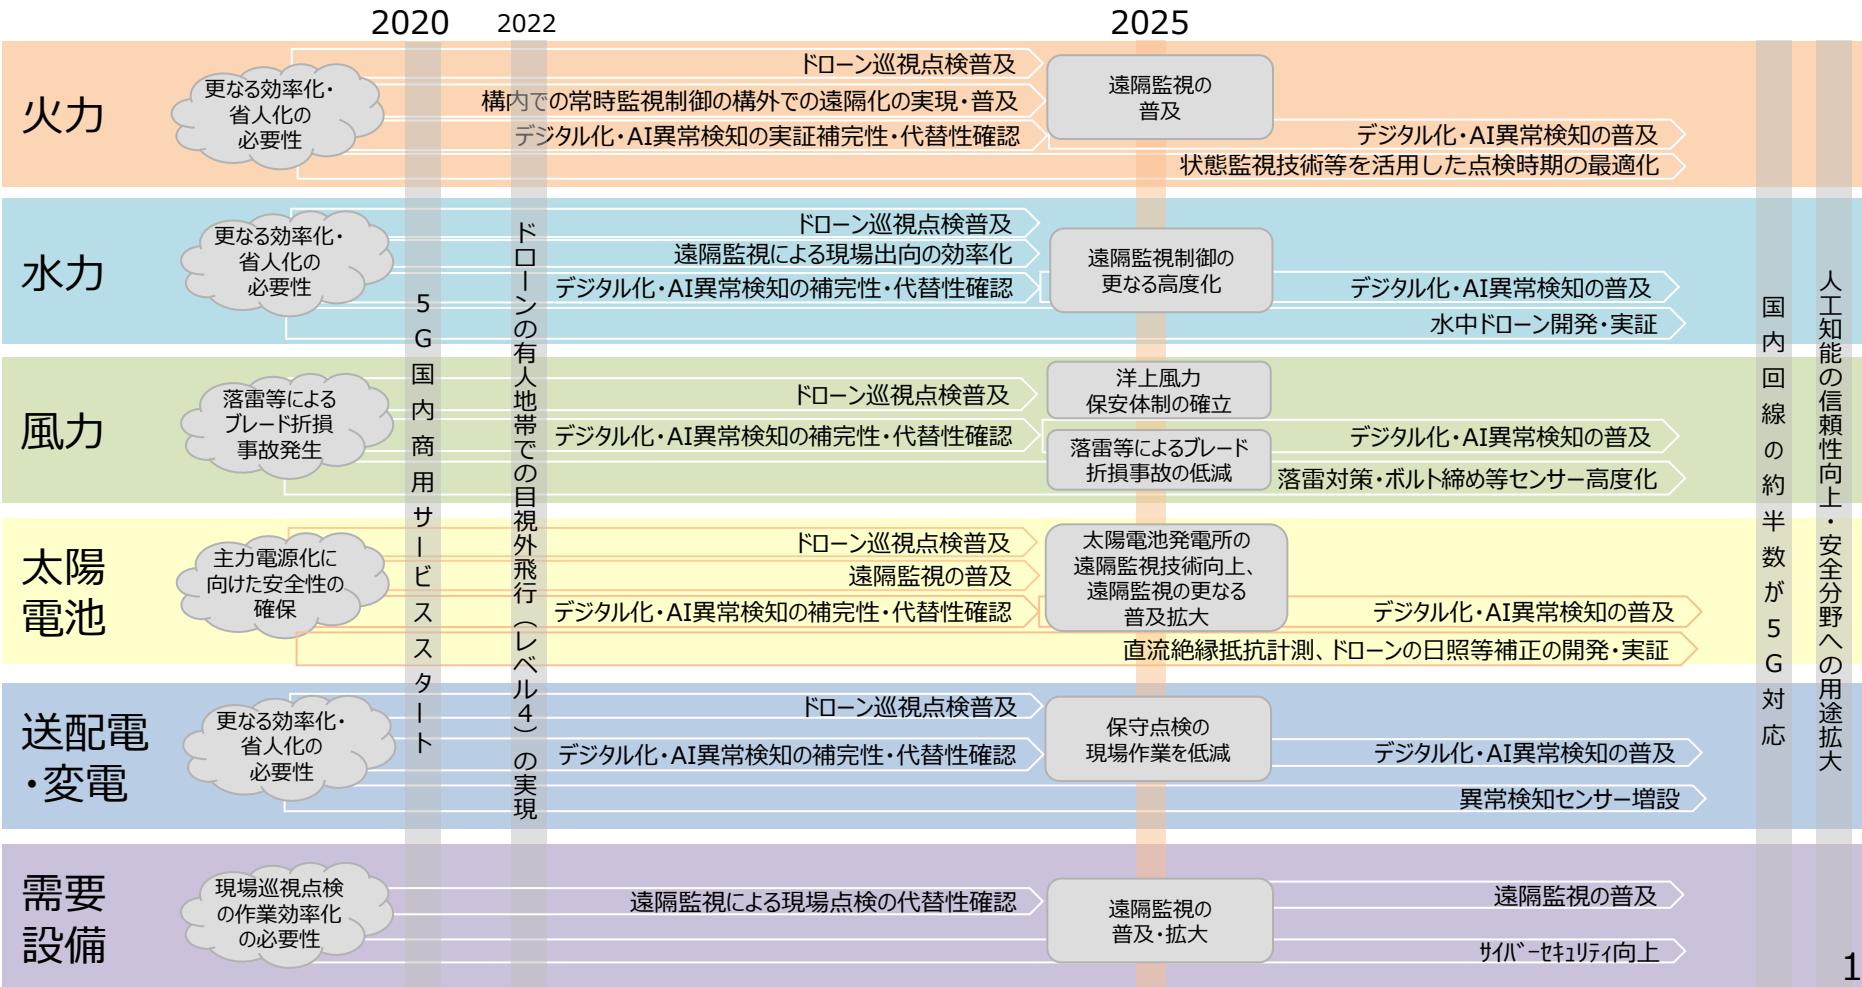 2020
2022
2025
火力
更なる効率化・
省人化の
必要性
ドローン巡視点検普及
構内での常時監視制御の構外での遠隔化の実現・普及
デジタル化・AI異常検知の実証補完性・代替性確認
遠隔監視の
普及
デジタル化・AI異常検知の普及
状態監視技術等を活用した点検時期の最適化
水力
更なる効率化・
省人化の
必要性
ドローン巡視点検普及
遠隔監視による現場出向の効率化
デジタル化・AI異常検知の補完性・代替性確認
遠隔監視制御の
更なる高度化
デジタル化・AI異常検知の普及
水中ドローン開発・実証
風力
落雷等による
ブレード折損
事故発生
ドローン巡視点検普及
デジタル化・AI異常検知の補完性・代替性確認
洋上風力
保安体制の確立
落雷等によるブレード
折損事故の低減
デジタル化・AI異常検知の普及
落雷対策・ボルト締め等センサー高度化
太陽
電池
主力電源化に
向けた安全性の
確保
ドローン巡視点検普及
遠隔監視の普及
デジタル化・AI異常検知の補完性・代替性確認
太陽電池発電所の
遠隔監視技術向上、
遠隔監視の更なる
普及拡大
デジタル化・AI異常検知の普及
直流絶縁抵抗計測、ドローンの日照等補正の開発・実証
送配電
・変電
更なる効率化・
省人化の
必要性
ドローン巡視点検普及
デジタル化・AI異常検知の補完性・代替性確認
保守点検の
現場作業を低減
デジタル化・AI異常検知の普及
異常検知センサー増設
需要
設備
現場巡視点検
の作業効率化
の必要性
遠隔監視による現場点検の代替性確認
遠隔監視の
普及・拡大
遠隔監視の普及
ｻｲﾊﾞｰｾｷｭﾘﾃｨ向上
5G国内商用サービススタート
ドローンの有人地帯での目視外飛行（レベル４）の実現
国内回線の約半数が5G対応
人工知能の信頼性向上・安全分野への用途拡大
1